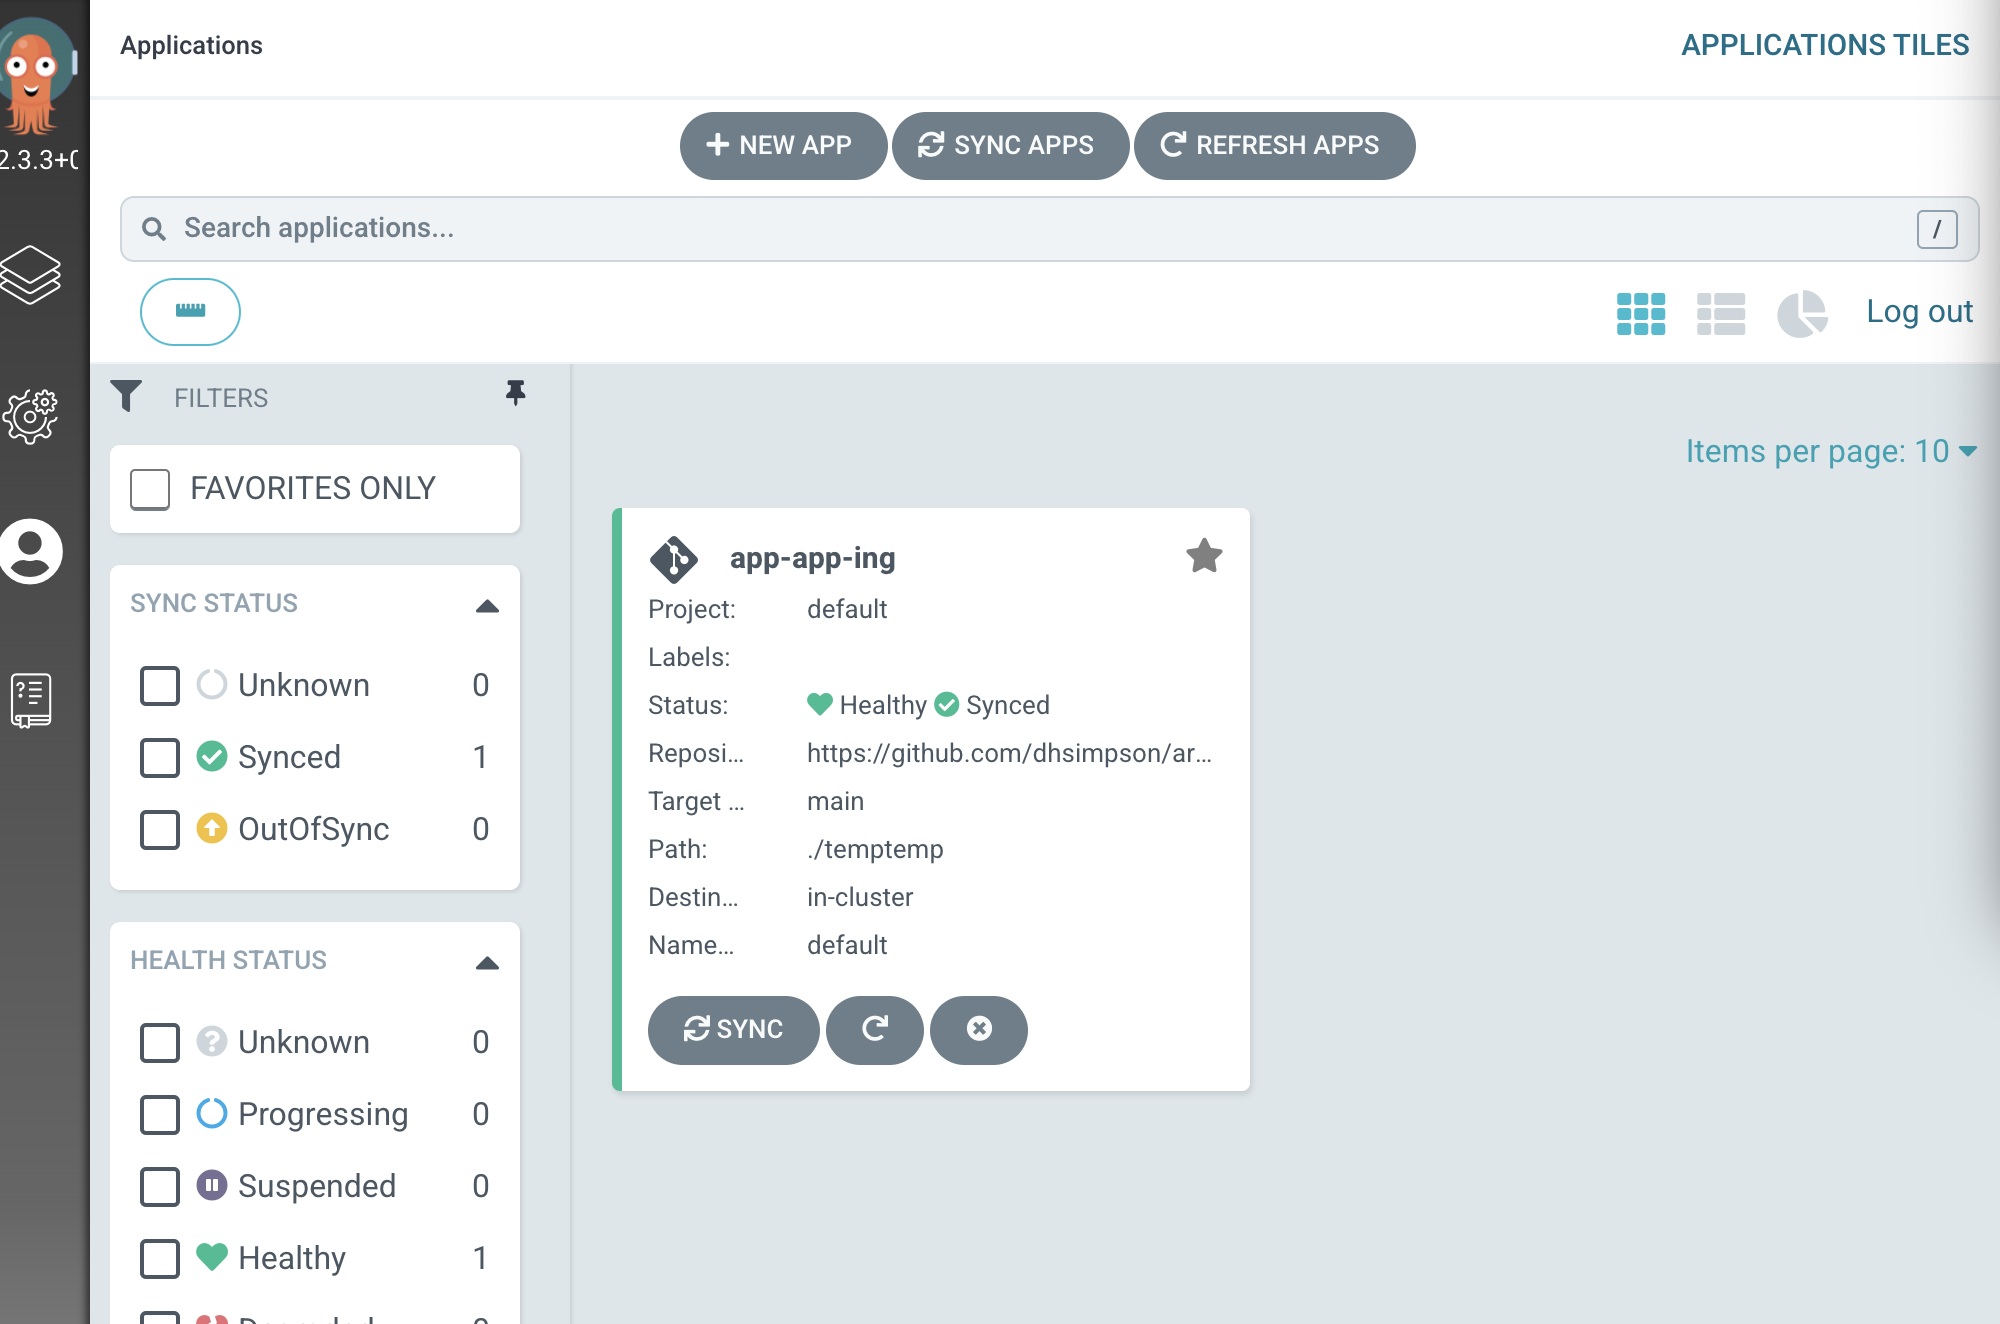 Applications
APPLICATIONS TILES
2.3.3+
NEW APP
SYNC APPS
REFRESH APPS
Search applications...
/
Log out
FILTERS
Items per page: 10
FAVORITES ONLY
SYNC STATUS
Unknown 0
Synced 1
OutOfSync 0
HEALTH STATUS
Unknown 0
Progressing 0
Suspended 0
Healthy 1
app-app-ing
Project: default
Labels:
Status: Healthy Synced
Reposi... https://github.com/dhsimpson/ar...
Target ... main
Path: ./temptemp
Destin... in-cluster
Name... default
SYNC